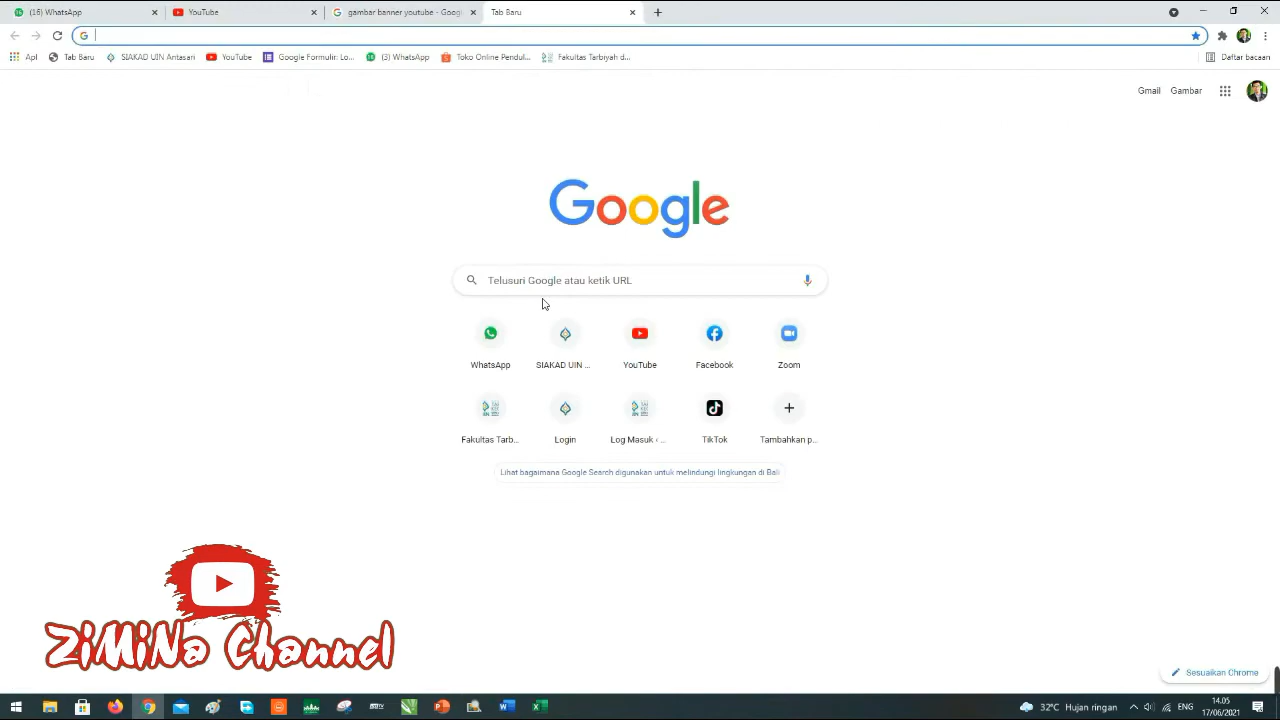 (16) WhatsApp
YouTube
gambar banner youtube - Googl
Tab Baru
Apl
Tab Baru
SIAKAD UIN Antasari
YouTube
Google Formulir: Lo...
(3) WhatsApp
Toko Online Pendul...
Fakultas Tarbiyah d...
Daftar bacaan
Gmail
Gambar
Google
Telusuri Google atau ketik URL
WhatsApp
SIAKAD UIN ...
YouTube
Facebook
Zoom
Fakultas Tarb...
Login
Log Masuk ‹ ...
TikTok
Tambahkan p...
Lihat bagaimana Google Search digunakan untuk melindungi lingkungan di Bali
ZiMiNa Channel
Sesuaikan Chrome
32°C Hujan ringan
ENG
14.05
17/06/2021